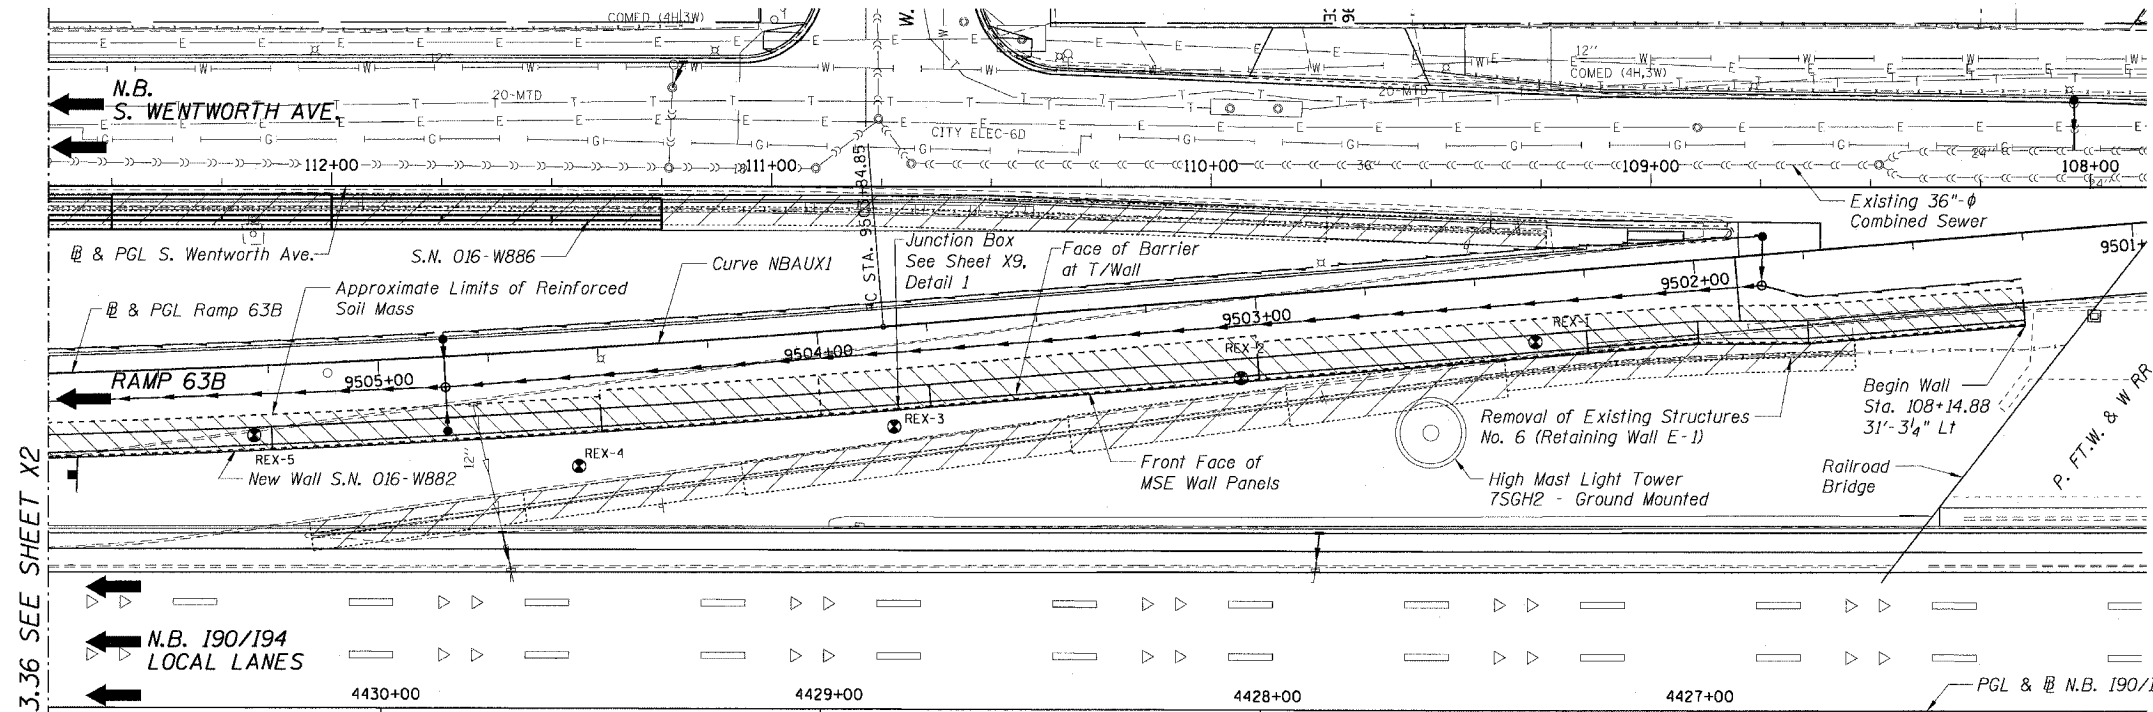 COMED (4H,3W)
W.
12"
COMED (4H,3W)
N.B.
S. WENTWORTH AVE.
20-MTD
20-MTD
CITY ELEC-6D
112+00
111+00
110+00
36"
109+00
24"
108+00
24"
Existing 36"-ϕ
Combined Sewer
₧ & PGL S. Wentworth Ave.
S.N. 016-W886
C STA. 9503+84.85
Junction Box
See Sheet X9,
Detail 1
Face of Barrier
at T/Wall
Curve NBAUX1
9501+
Approximate Limits of Reinforced
Soil Mass
& PGL Ramp 63B
9502+00
9503+00
9504+00
9505+00
RAMP 63B
REX-1
REX-2
REX-3
REX-4
REX-5
12"
New Wall S.N. 016-W882
Front Face of
MSE Wall Panels
Removal of Existing Structures
No. 6 (Retaining Wall E-1)
High Mast Light Tower
7SGH2 - Ground Mounted
Begin Wall
Sta. 108+14.88
31'-3¼" Lt
Railroad
Bridge
P. FT.W. & W RR
3.36 SEE SHEET X2
N.B. I90/I94
LOCAL LANES
4430+00
4429+00
4428+00
4427+00
PGL & N.B. I90/